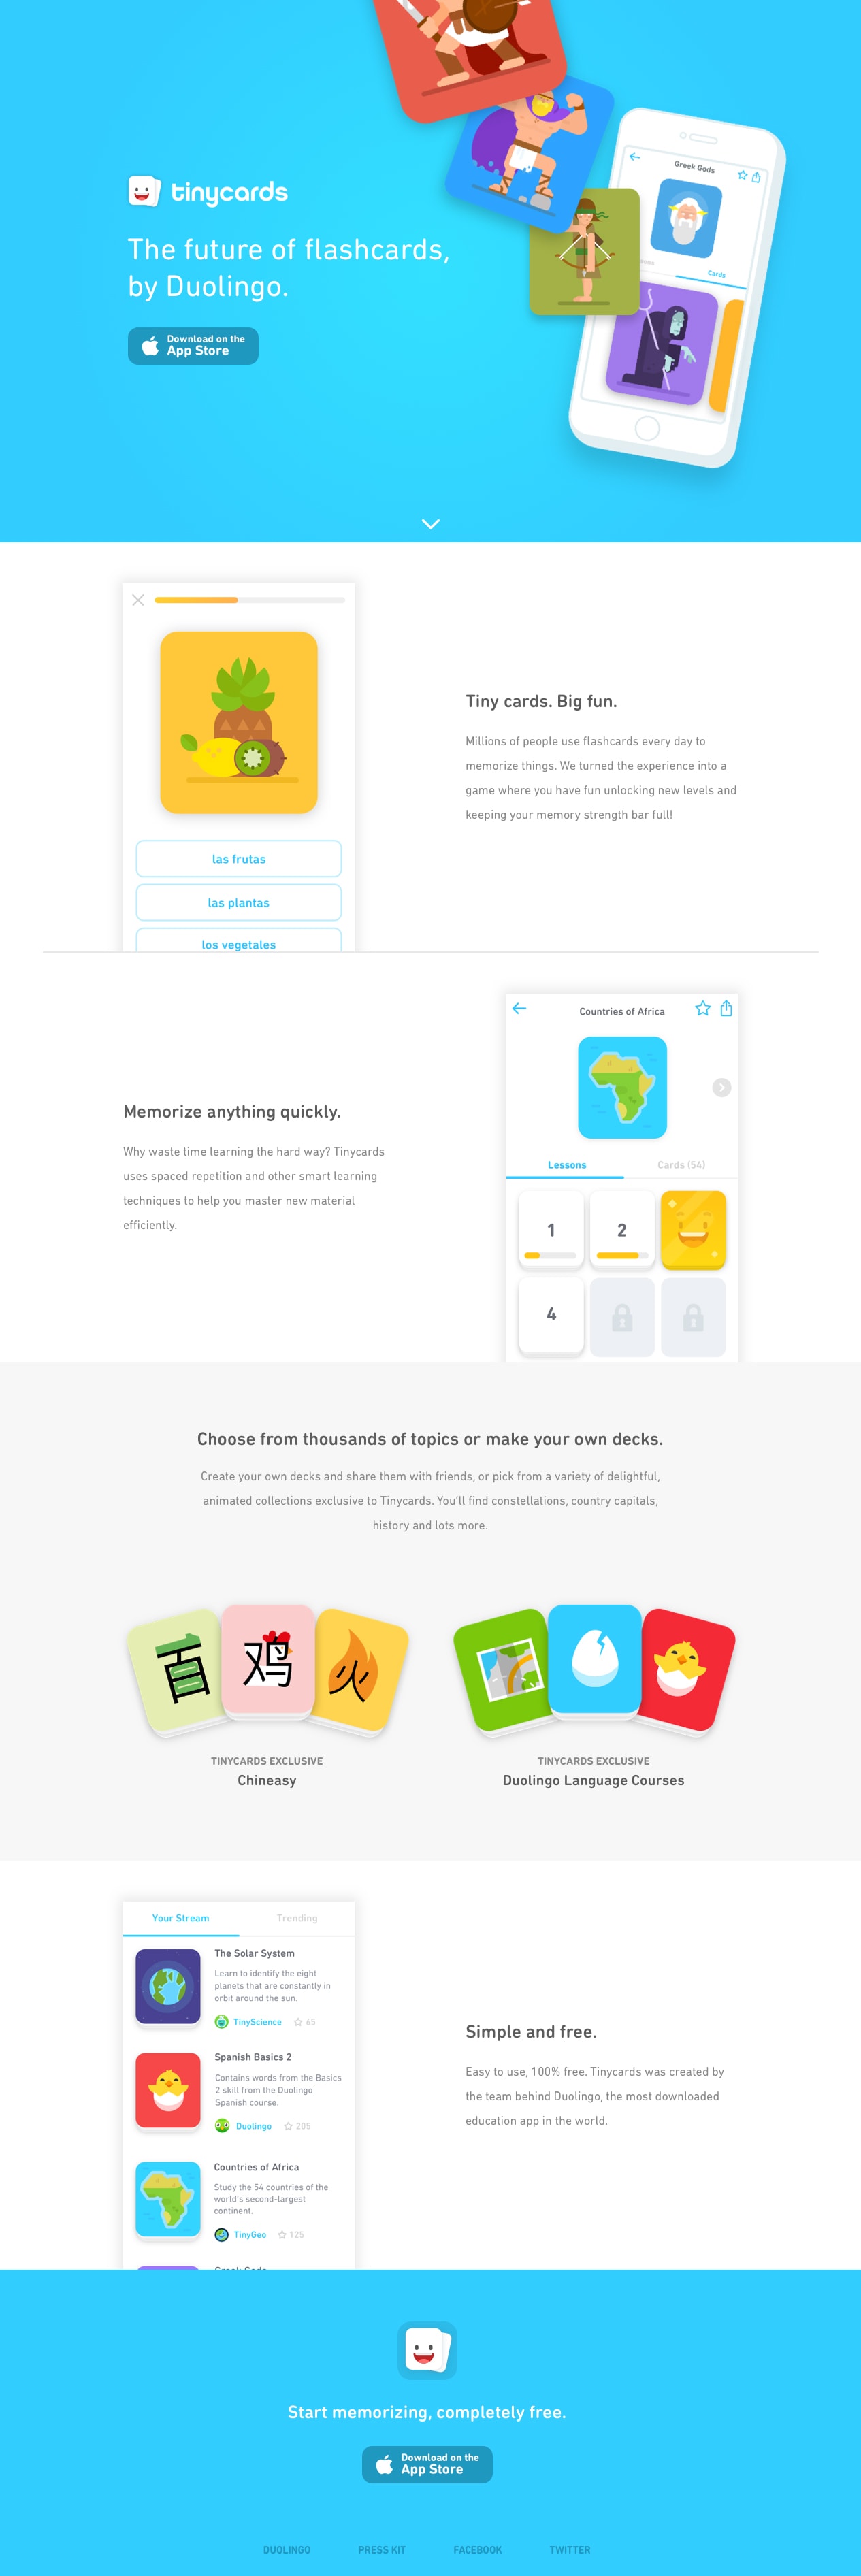 Greek Gods
Cards
tinycards
The future of flashcards,
by Duolingo.
Download on the
App Store
las frutas
las plantas
los vegetales
Tiny cards. Big fun.
Millions of people use flashcards every day to
memorize things. We turned the experience into a
game where you have fun unlocking new levels and
keeping your memory strength bar full!
Memorize anything quickly.
Why waste time learning the hard way? Tinycards
uses spaced repetition and other smart learning
techniques to help you master new material
efficiently.
Countries of Africa
Lessons Cards (54)
1 2
4
Choose from thousands of topics or make your own decks.
Create your own decks and share them with friends, or pick from a variety of delightful,
animated collections exclusive to Tinycards. You'll find constellations, country capitals,
history and lots more.
百 鸡 火
TINYCARDS EXCLUSIVE
Chineasy
TINYCARDS EXCLUSIVE
Duolingo Language Courses
Your Stream Trending
The Solar System
Learn to identify the eight
planets that are constantly in
orbit around the sun.
TinyScience 65
Spanish Basics 2
Contains words from the Basics
2 skill from the Duolingo
Spanish course.
Duolingo 205
Countries of Africa
Study the 54 countries of the
world's second-largest
continent.
TinyGeo 125
Simple and free.
Easy to use, 100% free. Tinycards was created by
the team behind Duolingo, the most downloaded
education app in the world.
Start memorizing, completely free.
Download on the
App Store
DUOLINGO PRESS KIT FACEBOOK TWITTER